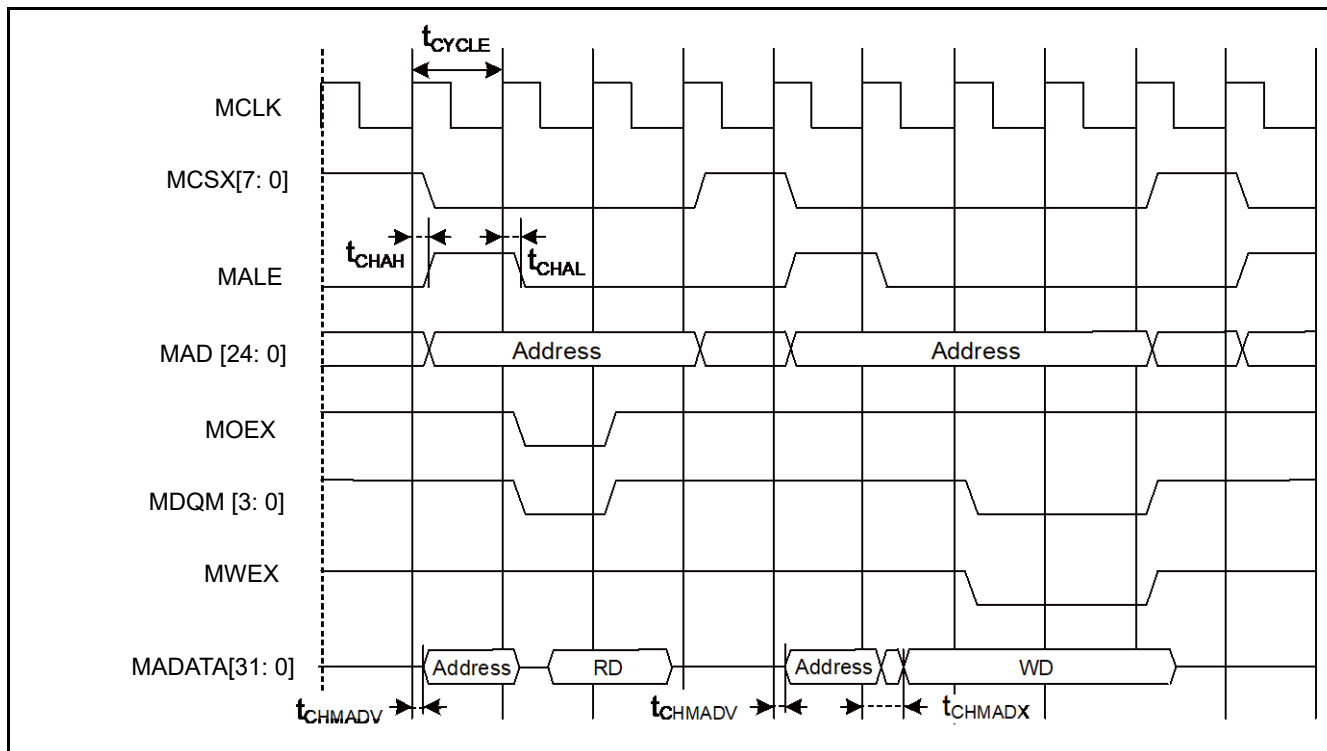 tCYCLE
MCLK
MCSX[7: 0]
tCHAH
tCHAL
MALE
MAD [24: 0]
Address
Address
MOEX
MDQM [3: 0]
MWEX
MADATA[31: 0]
Address
RD
Address
WD
tCHMADV
tCHMADV
tCHMADX